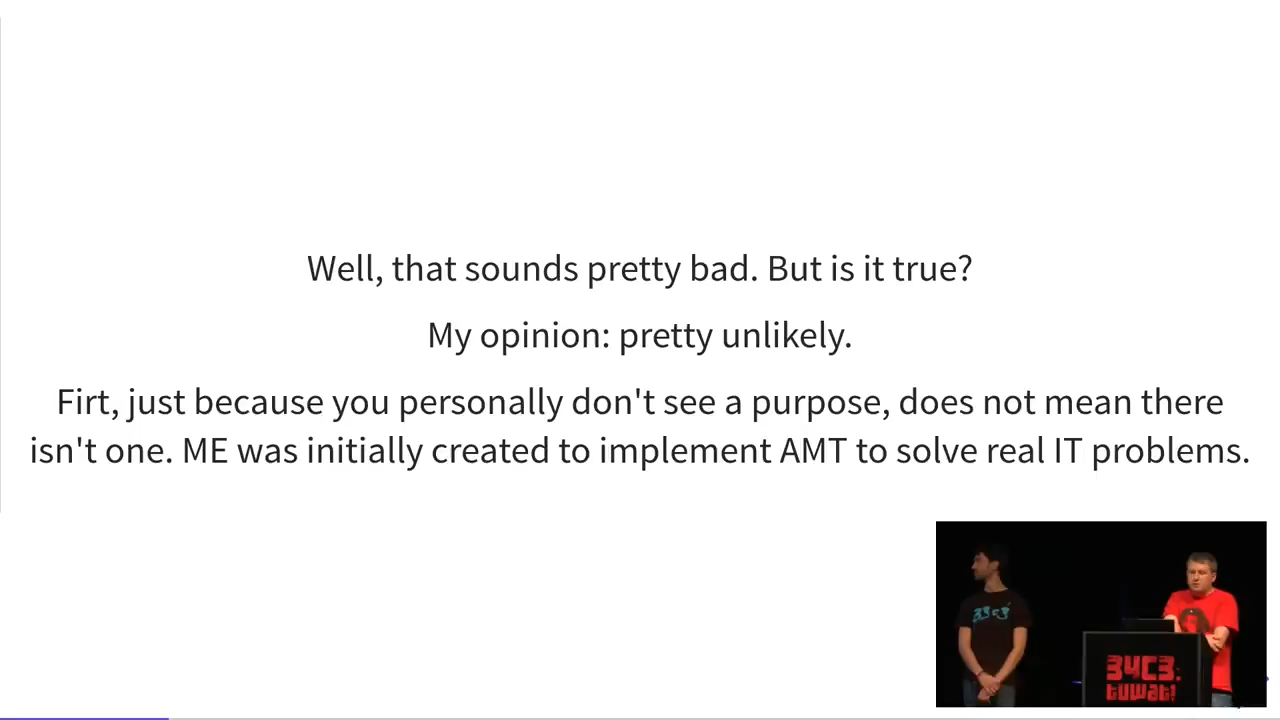 Well, that sounds pretty bad. But is it true?
My opinion: pretty unlikely.
Firt, just because you personally don't see a purpose, does not mean there
isn't one. ME was initially created to implement AMT to solve real IT problems.
33c3
34C3:
tuwat!